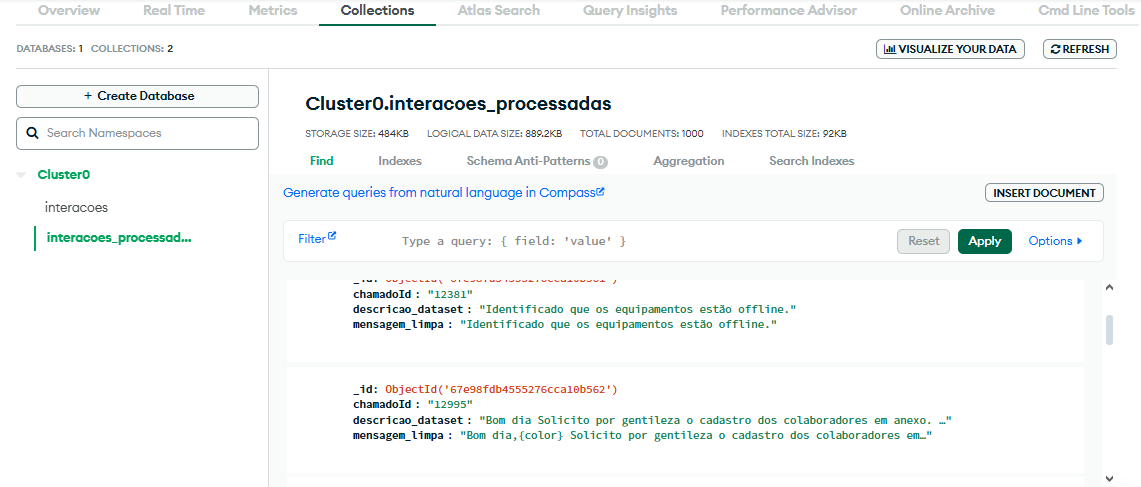 Overview Real Time Metrics Collections Atlas Search Query Insights Performance Advisor Online Archive Cmd Line Tools
DATABASES: 1 COLLECTIONS: 2
VISUALIZE YOUR DATA REFRESH
+ Create Database
Search Namespaces
Cluster0
interacoes
interacoes_processad...
Cluster0.interacoes_processadas
STORAGE SIZE: 484KB LOGICAL DATA SIZE: 889.2KB TOTAL DOCUMENTS: 1000 INDEXES TOTAL SIZE: 92KB
Find Indexes Schema Anti-Patterns 0 Aggregation Search Indexes
Generate queries from natural language in Compass
INSERT DOCUMENT
Filter Type a query: { field: 'value' } Reset Apply Options
chamadoId : "12381"
descricao_dataset : "Identificado que os equipamentos estão offline."
mensagem_limpa : "Identificado que os equipamentos estão offline."
_id: ObjectId('67e98fdb4555276cca10b562')
chamadoId : "12995"
descricao_dataset : "Bom dia Solicito por gentileza o cadastro dos colaboradores em anexo. …"
mensagem_limpa : "Bom dia,{color} Solicito por gentileza o cadastro dos colaboradores em…"